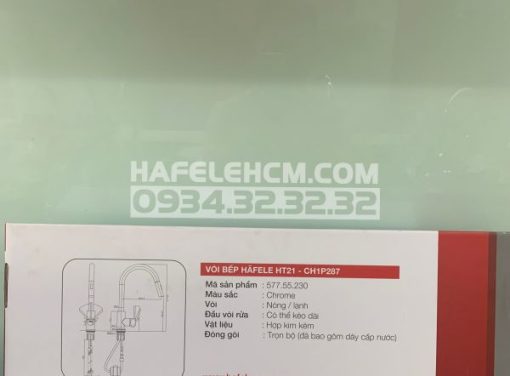 HAFELEHCM.COM
0934.32.32.32
VÒI BẾP HÄFELE HT21 - CH1P287
Mã sản phẩm : 577.55.230
Màu sắc : Chrome
Vòi : Nóng / lạnh
Đầu vòi rửa : Có thể kéo dài
Vật liệu : Hợp kim kẽm
Đóng gói : Trọn bộ (đã bao gồm dây cấp nước)